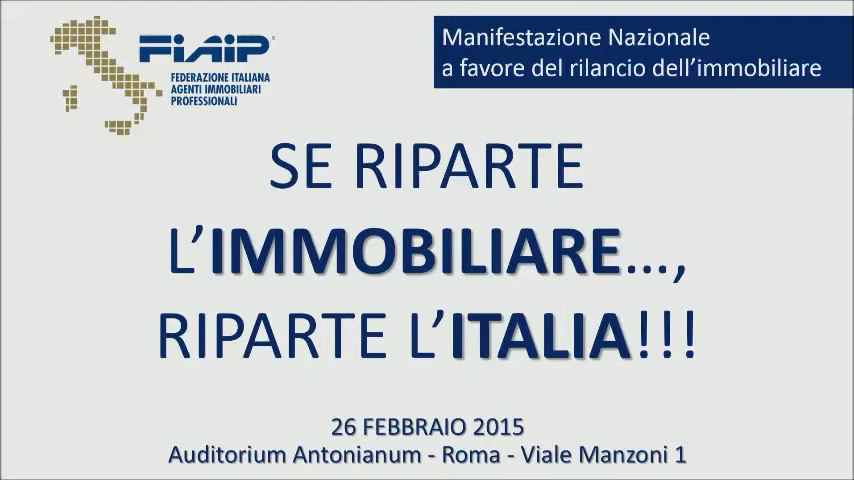 FIAIP
FEDERAZIONE ITALIANA
AGENTI IMMOBILIARI
PROFESSIONALI
Manifestazione Nazionale
a favore del rilancio dell’immobiliare
SE RIPARTE
L’IMMOBILIARE…,
RIPARTE L’ITALIA!!!
26 FEBBRAIO 2015
Auditorium Antonianum - Roma - Viale Manzoni 1